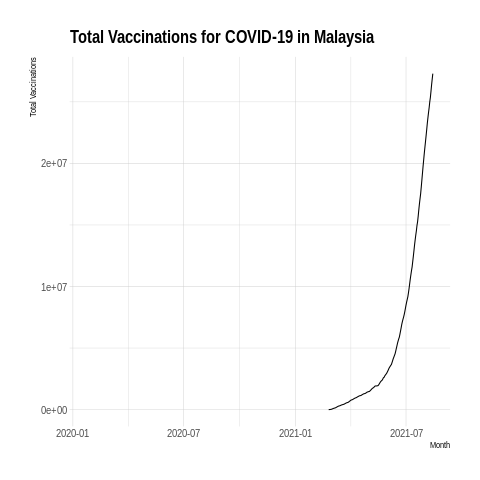 Total Vaccinations for COVID-19 in Malaysia
Total Vaccinations
2e+07
1e+07
0e+00
2020-01 2020-07 2021-01 2021-07
Month